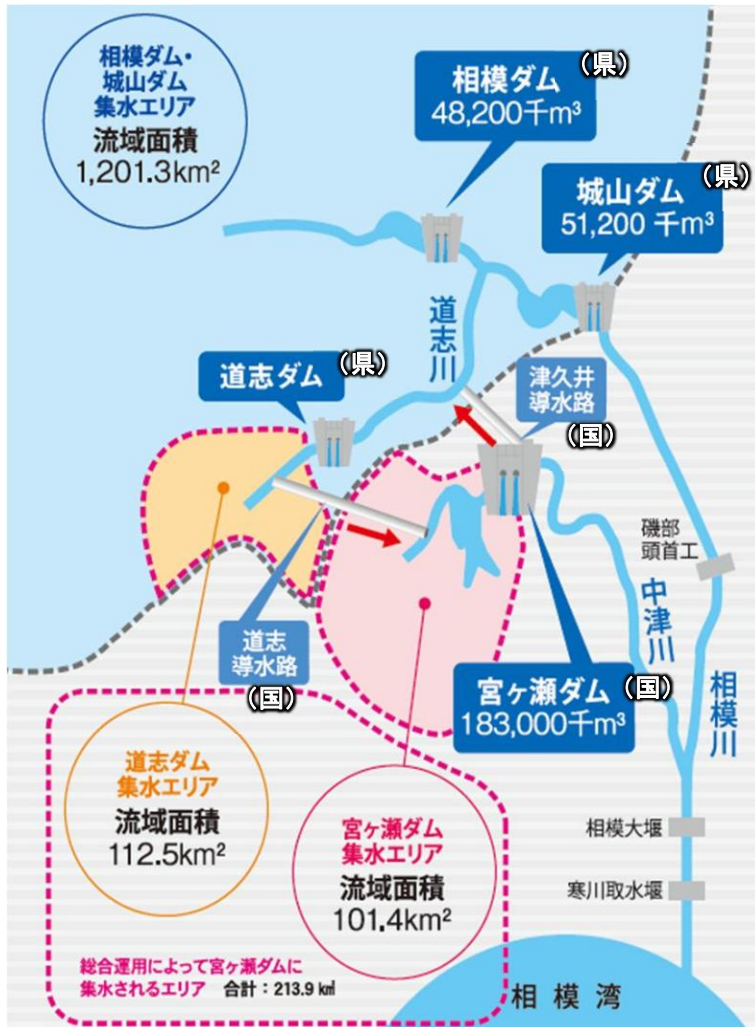 相模ダム・
城山ダム
集水エリア
流域面積
1,201.3km²
(県)
相模ダム
48,200千m³
(県)
城山ダム
51,200 千m³
道志川
(県)
道志ダム
津久井
導水路
(国)
磯部
頭首工
中津川
道志
導水路
(国)
宮ヶ瀬ダム
(国)
183,000千m³
相模川
道志ダム
集水エリア
流域面積
112.5km²
宮ヶ瀬ダム
集水エリア
流域面積
101.4km²
相模大堰
寒川取水堰
総合運用によって宮ヶ瀬ダムに
集水されるエリア 合計：213.9 ㎢
相模湾